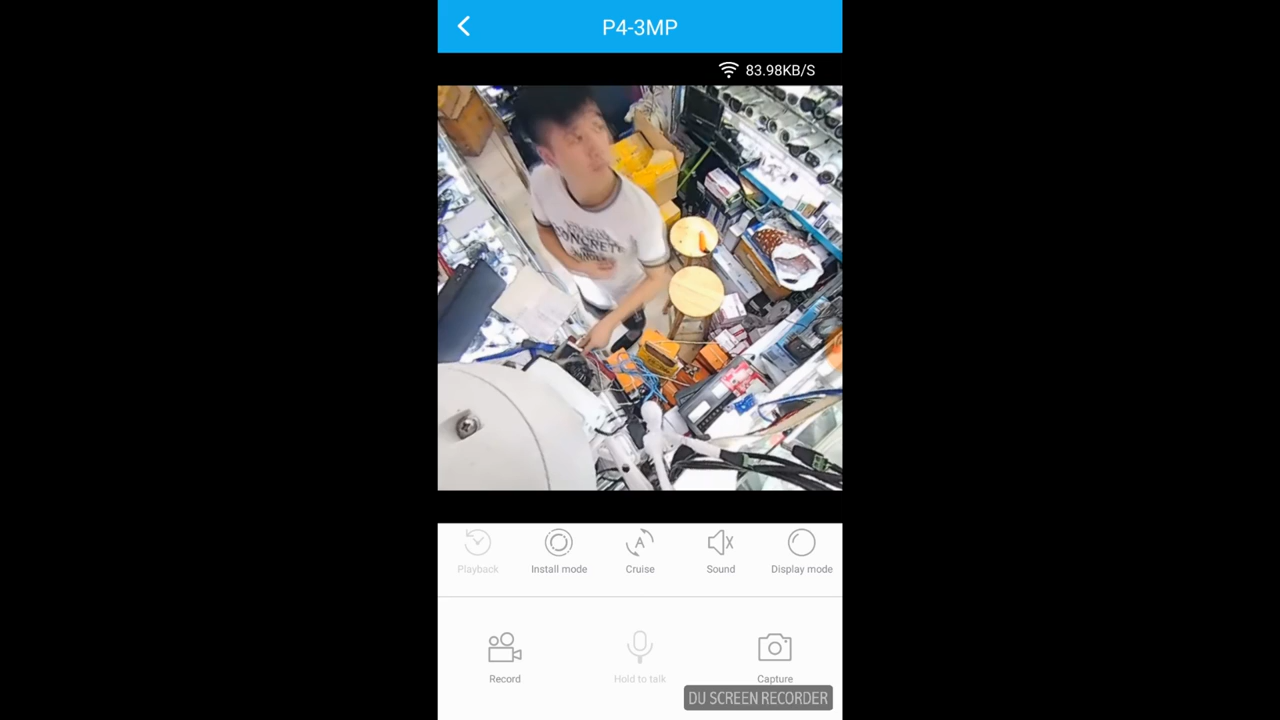 P4-3MP
83.98KB/S
CONCRETE
Playback
Install mode
Cruise
A
Sound
Display mode
Record
Hold to talk
Capture
DU SCREEN RECORDER